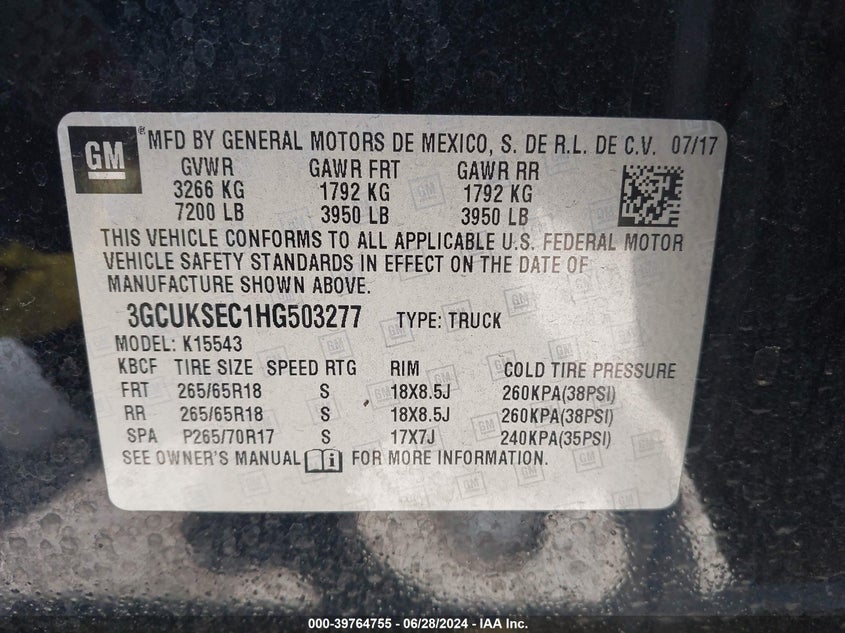 GM ® MFD BY GENERAL MOTORS DE MEXICO, S. DE R.L. DE C.V. 07/17
GVWR GAWR FRT GAWR RR
3266 KG 1792 KG 1792 KG
7200 LB 3950 LB 3950 LB
THIS VEHICLE CONFORMS TO ALL APPLICABLE U.S. FEDERAL MOTOR
VEHICLE SAFETY STANDARDS IN EFFECT ON THE DATE OF
MANUFACTURE SHOWN ABOVE.
3GCUKSEC1HG503277 TYPE: TRUCK
MODEL: K15543
KBCF TIRE SIZE SPEED RTG RIM COLD TIRE PRESSURE
FRT 265/65R18 S 18X8.5J 260KPA(38PSI)
RR 265/65R18 S 18X8.5J 260KPA(38PSI)
SPA P265/70R17 S 17X7J 240KPA(35PSI)
SEE OWNER'S MANUAL i FOR MORE INFORMATION.
000-39764755 - 06/28/2024 - IAA Inc.